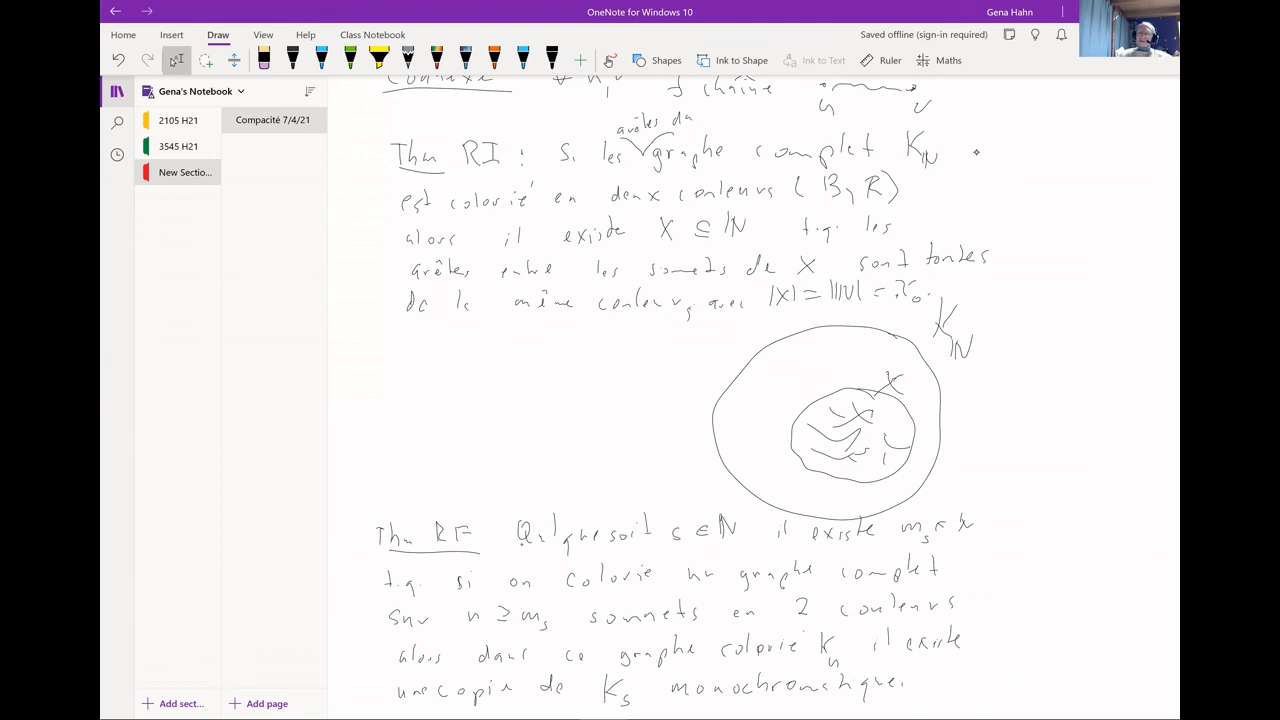 OneNote for Windows 10
Gena Hahn
Home Insert Draw View Help Class Notebook
Saved offline (sign-in required)
Shapes Ink to Shape Ink to Text Ruler Maths
Gena's Notebook
2105 H21
3545 H21
New Sectio...
Compacité 7/4/21
Add sect...
Add page
Connexe ∀ u, v ∃ chaîne
u v
arêtes du
Thm RI : Si les graphe complet K_ℕ
est colorié en deux couleurs (B, R)
alors il existe X ⊆ ℕ t.q. les
arêtes entre les sommets de X sont toutes
de la même couleur, avec |X| = |ℕ| = ℵ₀.
K_ℕ
X
Thm RF Quelque soit s ∈ ℕ il existe m_s ∈ ℕ
t.q. si on colorie un graphe complet
sur n ≥ m_s sommets en 2 couleurs
alors dans ce graphe colorié K_n il existe
une copie de K_s monochromatique.